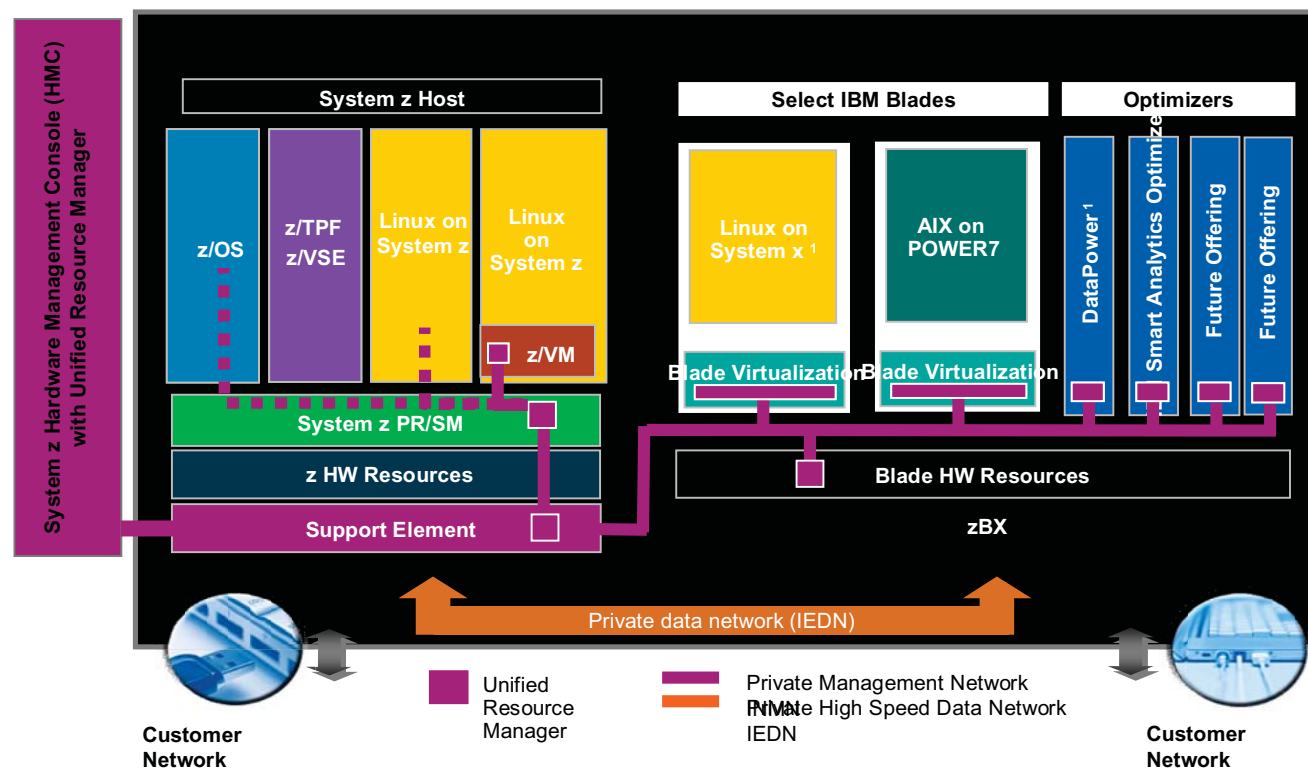 System z Hardware Management Console (HMC)
with Unified Resource Manager
System z Host
Select IBM Blades
Optimizers
z/OS
z/TPF
z/VSE
Linux on
System z
Linux
on
System z
z/VM
Linux on
System x ¹
AIX on
POWER7
Blade Virtualization
Blade Virtualization
DataPower ¹
Smart Analytics Optimize
Future Offering
Future Offering
System z PR/SM
z HW Resources
Support Element
Blade HW Resources
zBX
Private data network (IEDN)
Unified
Resource
Manager
Private Management Network
INMN
Private High Speed Data Network
IEDN
Customer
Network
Customer
Network